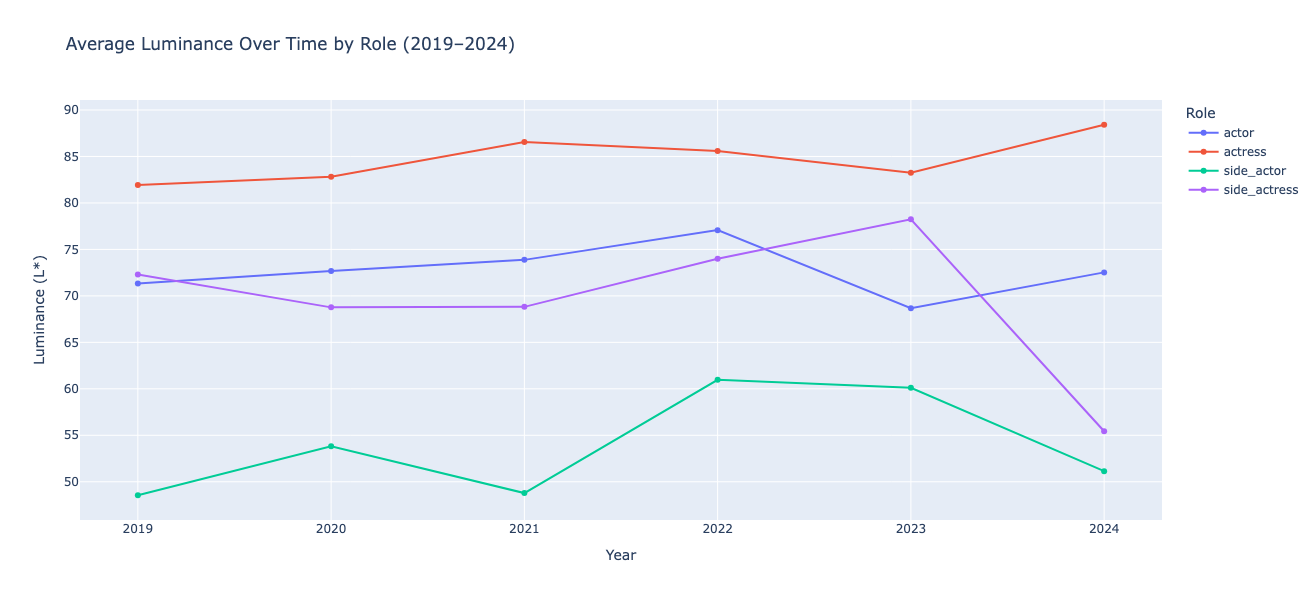 Average Luminance Over Time by Role (2019–2024)
90
85
80
75
70
65
60
55
50
Luminance (L*)
2019 2020 2021 2022 2023 2024
Year
Role
actor
actress
side_actor
side_actress